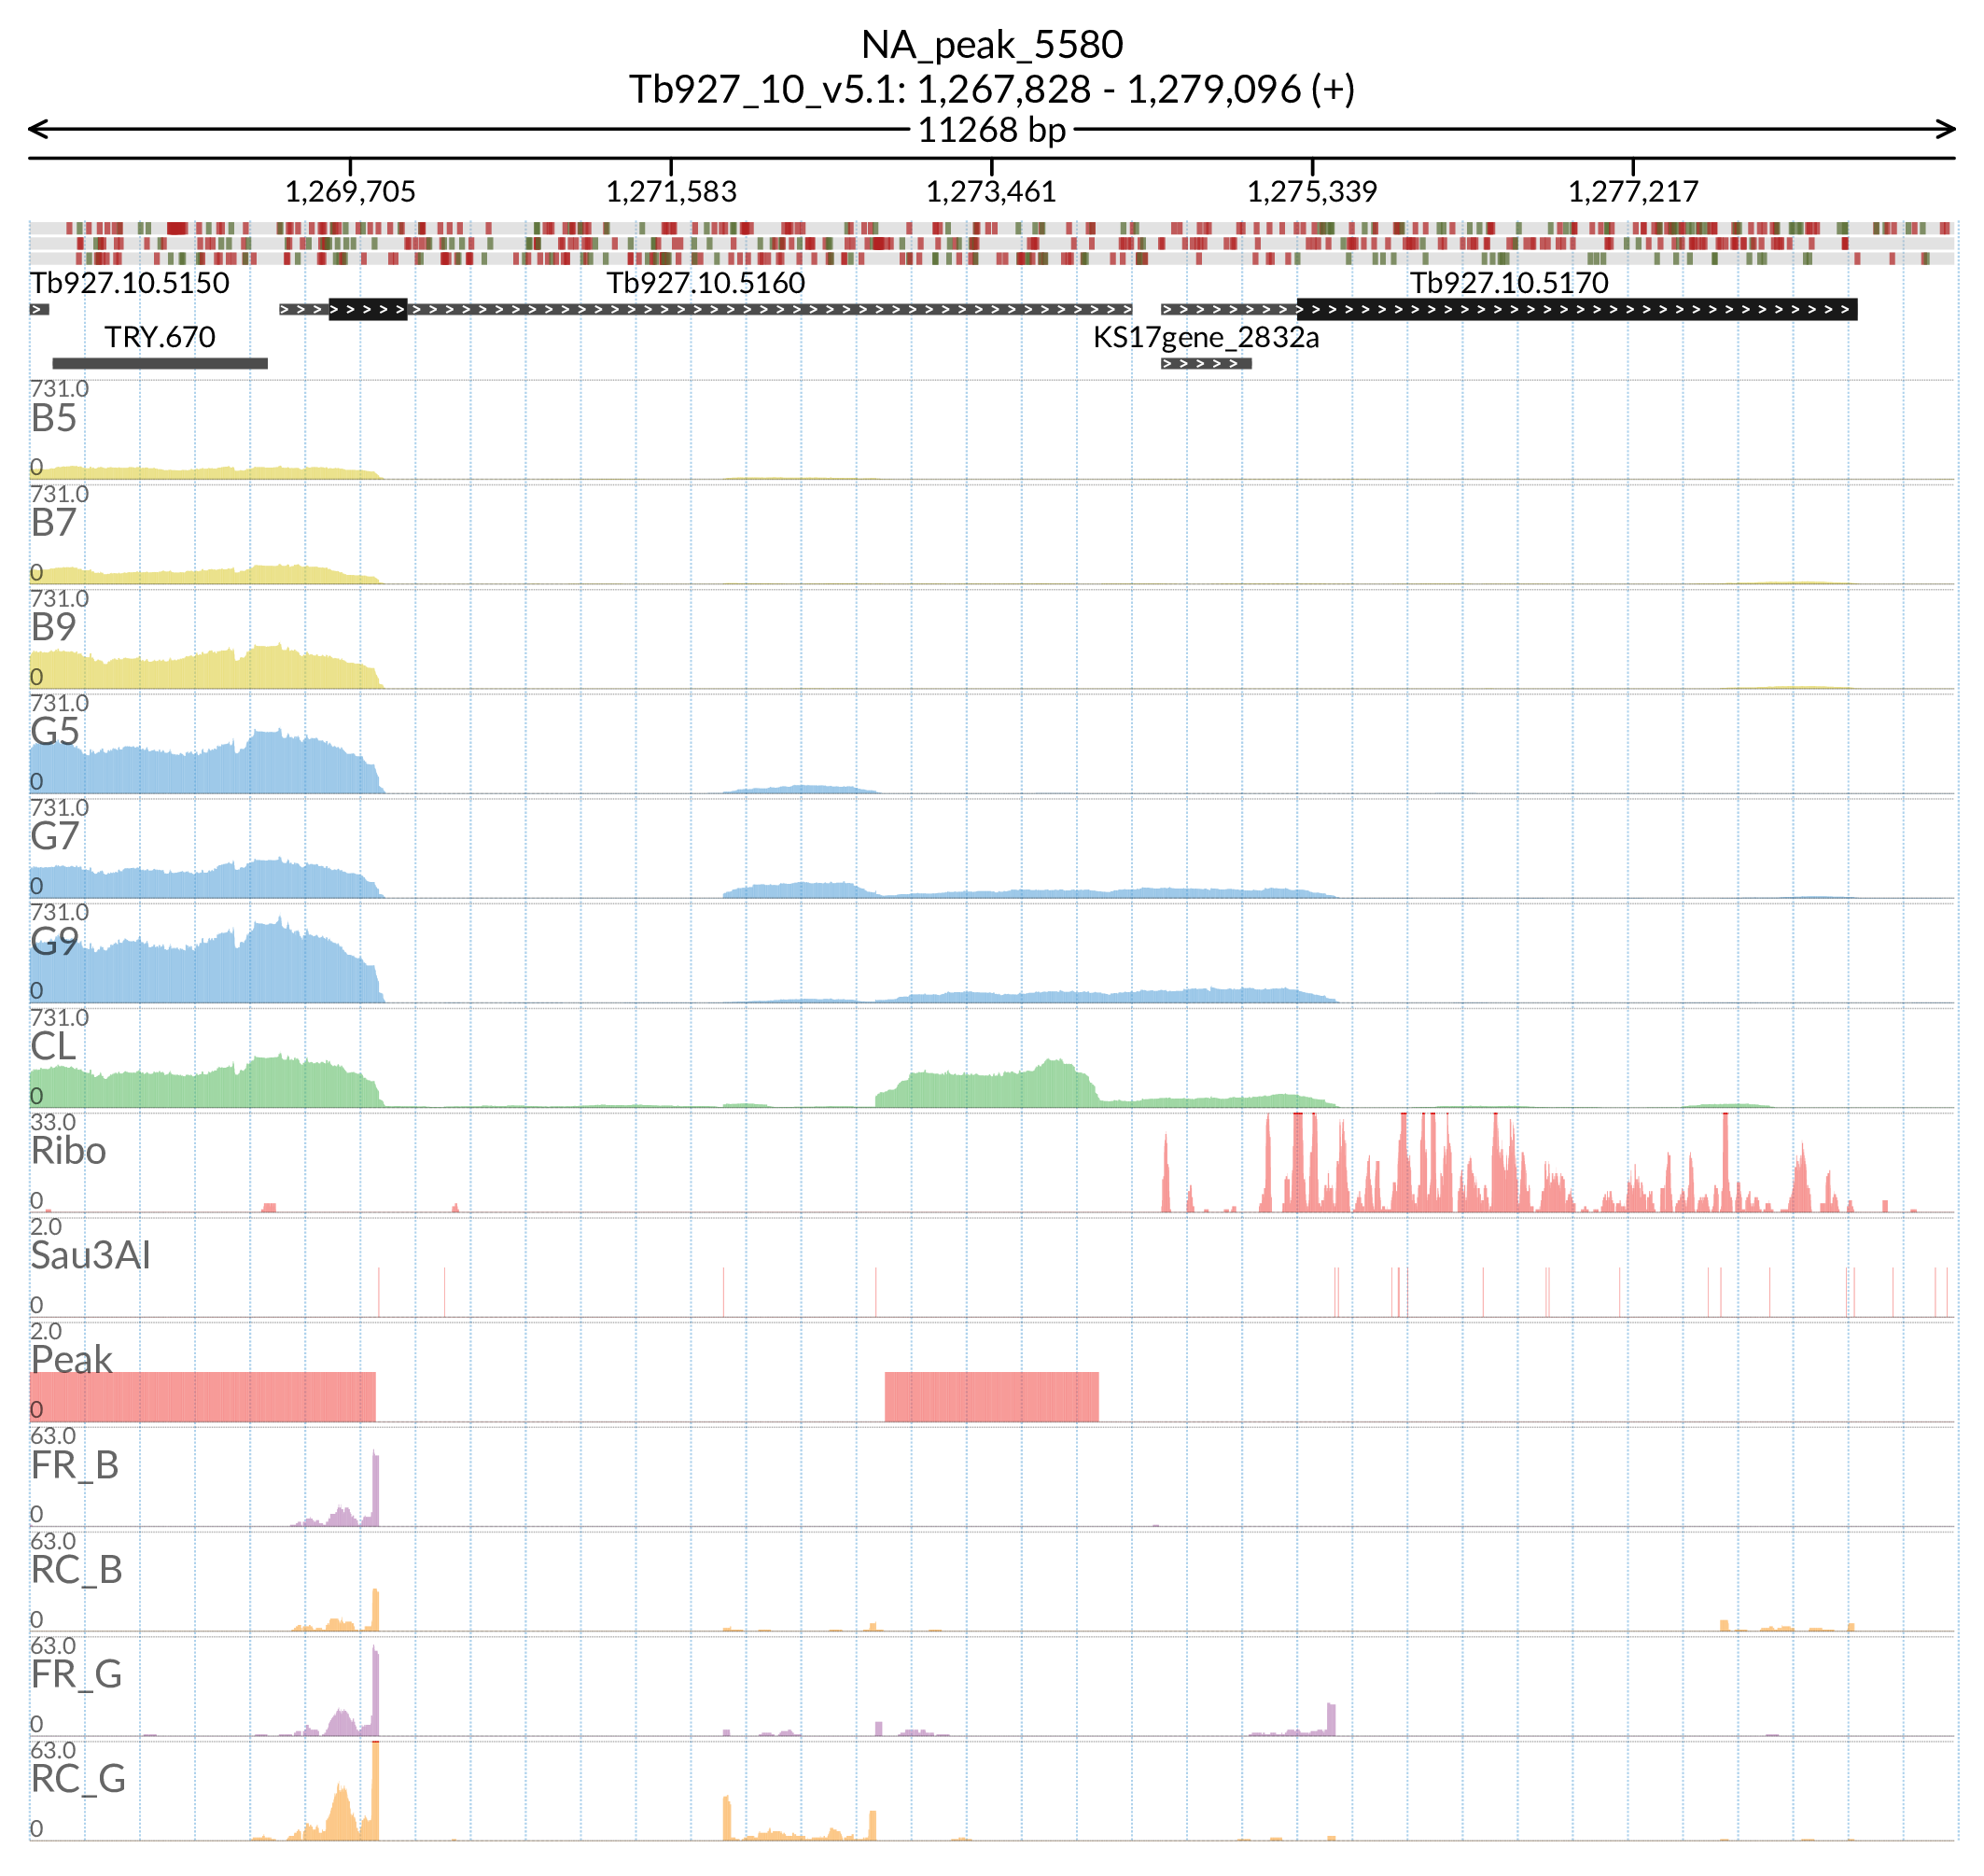 NA_peak_5580
Tb927_10_v5.1: 1,267,828 - 1,279,096 (+)
11268 bp
1,269,705 1,271,583 1,273,461 1,275,339 1,277,217
Tb927.10.5150 Tb927.10.5160 Tb927.10.5170
TRY.670 KS17gene_2832a
731.0
B5
0
731.0
B7
0
731.0
B9
0
731.0
G5
0
731.0
G7
0
731.0
G9
0
731.0
CL
0
33.0
Ribo
0
2.0
Sau3AI
0
2.0
Peak
0
63.0
FR_B
0
63.0
RC_B
0
63.0
FR_G
0
63.0
RC_G
0